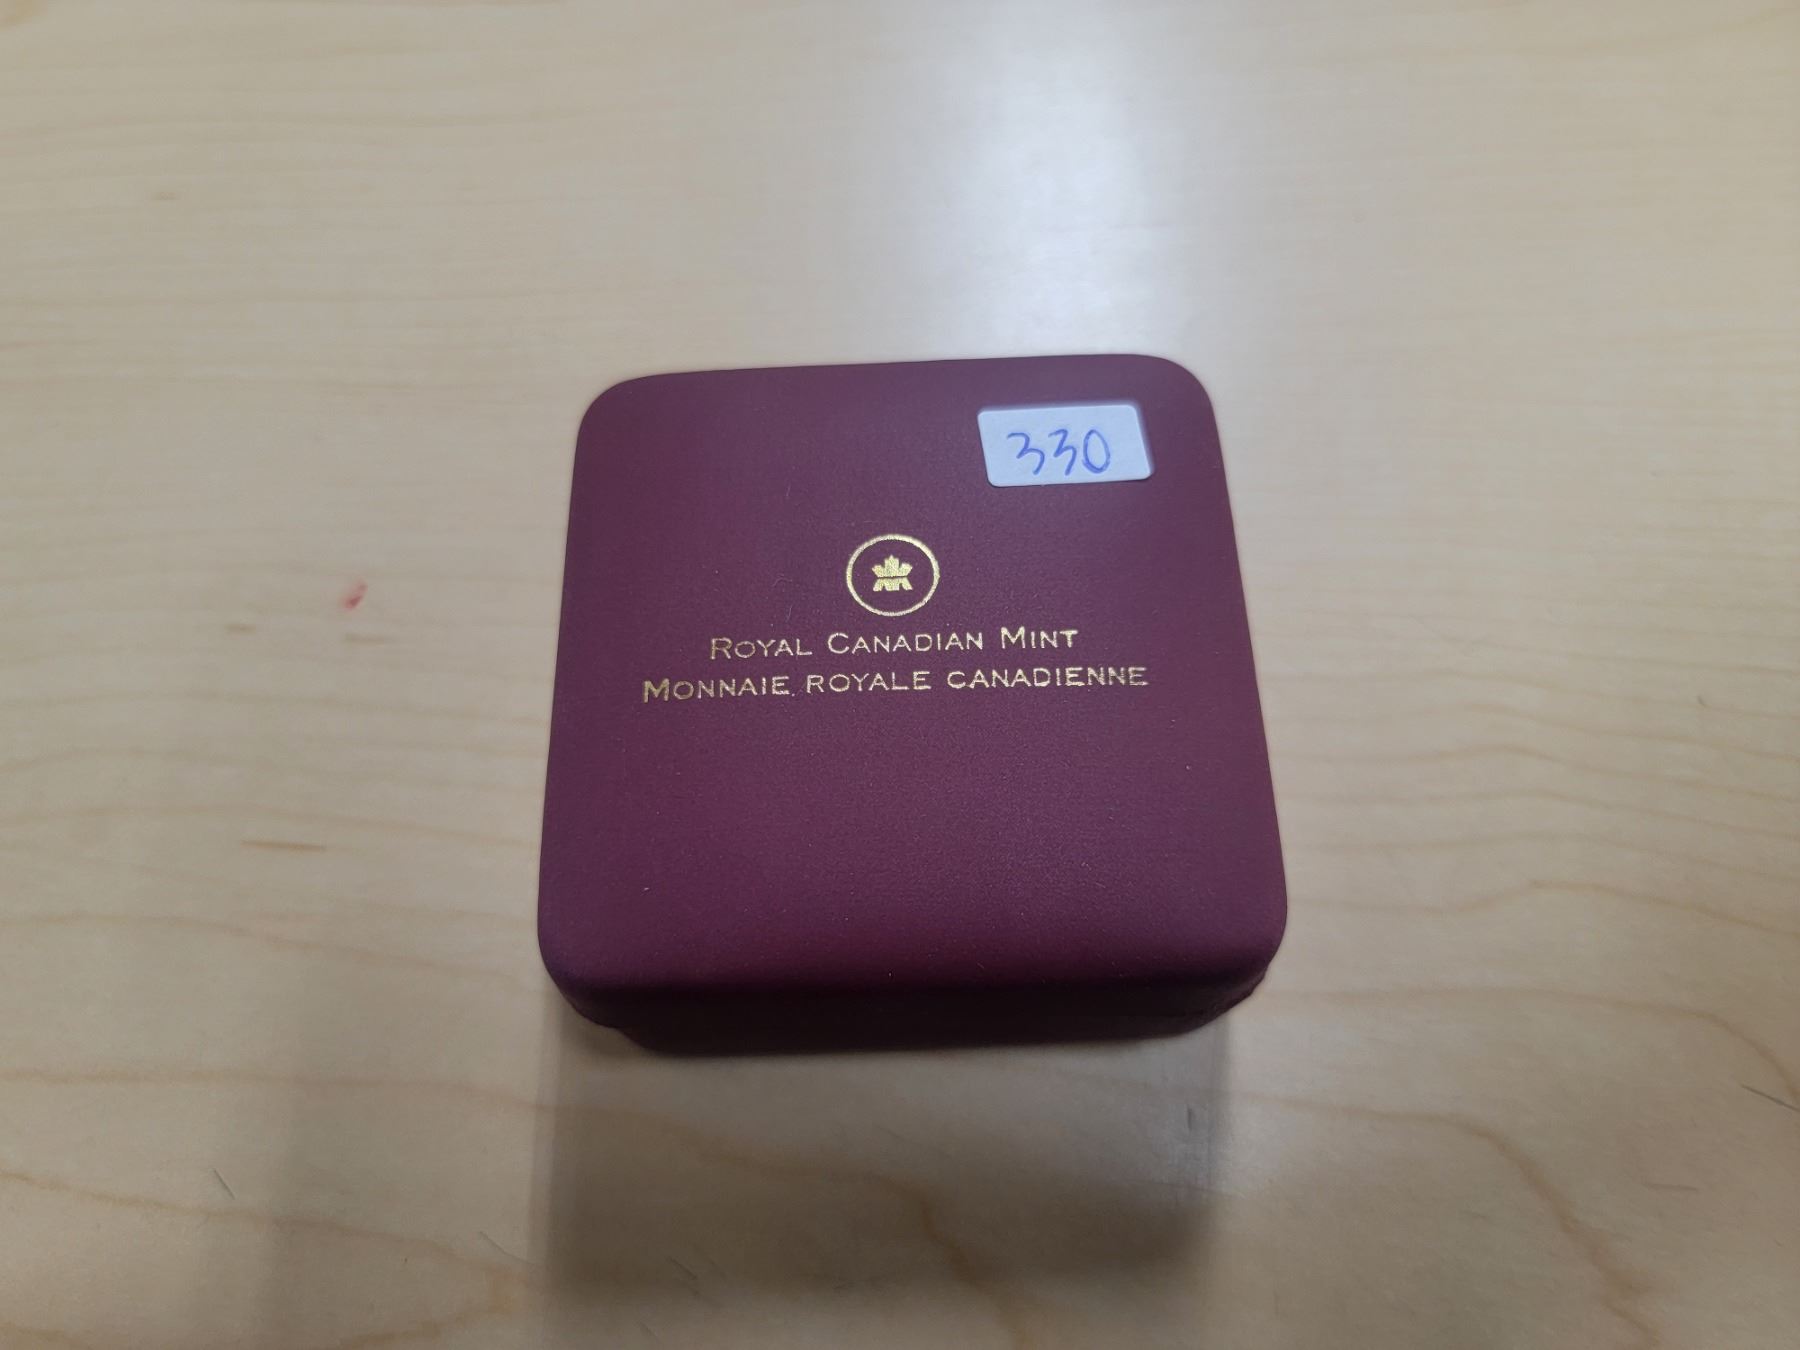 330
ROYAL CANADIAN MINT
MONNAIE ROYALE CANADIENNE